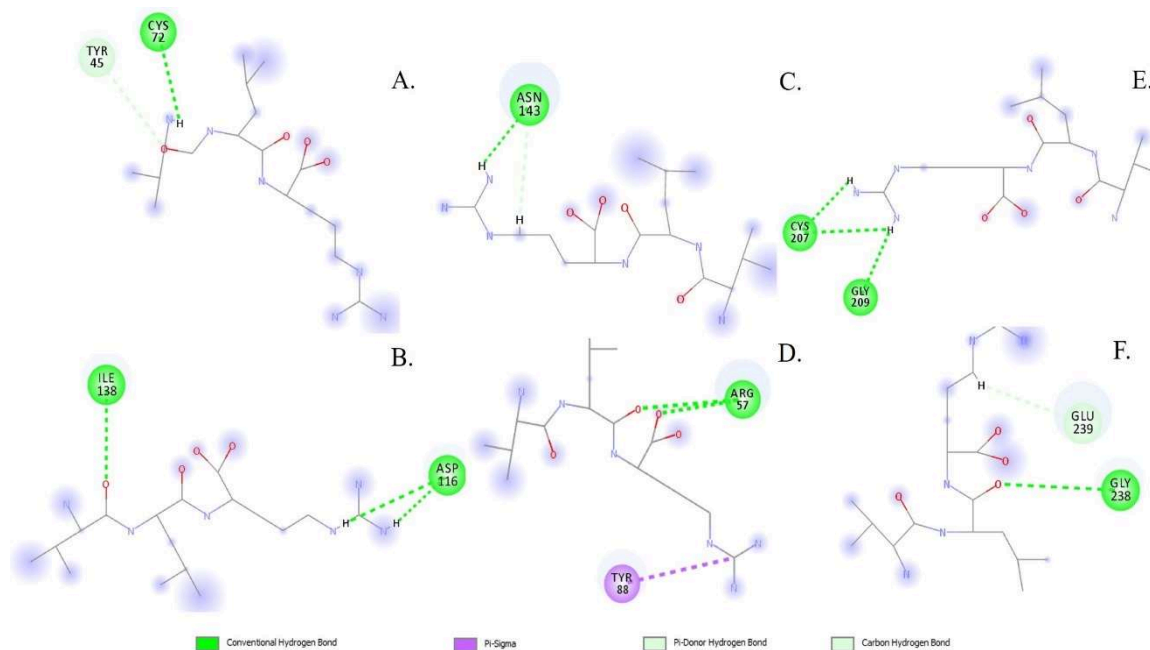 CYS
72
TYR
45
H
N
O
N
O
O
O
N
N
N
N
A.
ASN
143
H
N
N
H
N
O
O
O
N
N
O
N
C.
H
N
N
N
H
CYS
207
GLY
209
N
O
O
O
N
O
N
E.
ILE
138
O
N
N
O
N
O
O
N
H
N
N
H
ASP
116
B.
N
N
O
O
N
O
O
ARG
57
N
N
N
TYR
88
D.
N
N
H
GLU
239
O
O
N
O
GLY
238
O
N
N
F.
Conventional Hydrogen Bond
Pi-Sigma
Pi-Donor Hydrogen Bond
Carbon Hydrogen Bond